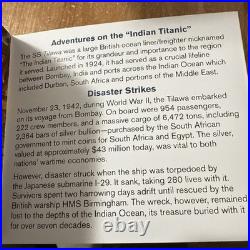 Adventures on the "Indian Titanic"
The SS Tilawa was a large British ocean liner/freighter nicknamed
"the Indian Titanic" for its grandeur and importance to the region
it served. Launched in 1924, it had served as a crucial lifeline
between Bombay, India and ports across the Indian Ocean which
included Durban, South Africa and portions of the Middle East.
Disaster Strikes
November 23, 1942, during World War II, the Tilawa embarked
on its voyage from Bombay. On board were 954 passengers,
222 crew members, and a massive cargo of 6,472 tons, including
2,364 bars of silver bullion—purchased by the South African
government to mint coins for South Africa and Egypt. The silver,
valued at approximately $43 million today, was vital to both
nations' wartime economies.
However, disaster struck when the ship was torpedoed by
the Japanese submarine I-29. It sank, taking 280 lives with it.
Survivors spent two harrowing days adrift until rescued by the
British warship HMS Birmingham. The wreck, however, remained
lost to the depths of the Indian Ocean, its treasure buried with it
for over seven decades.